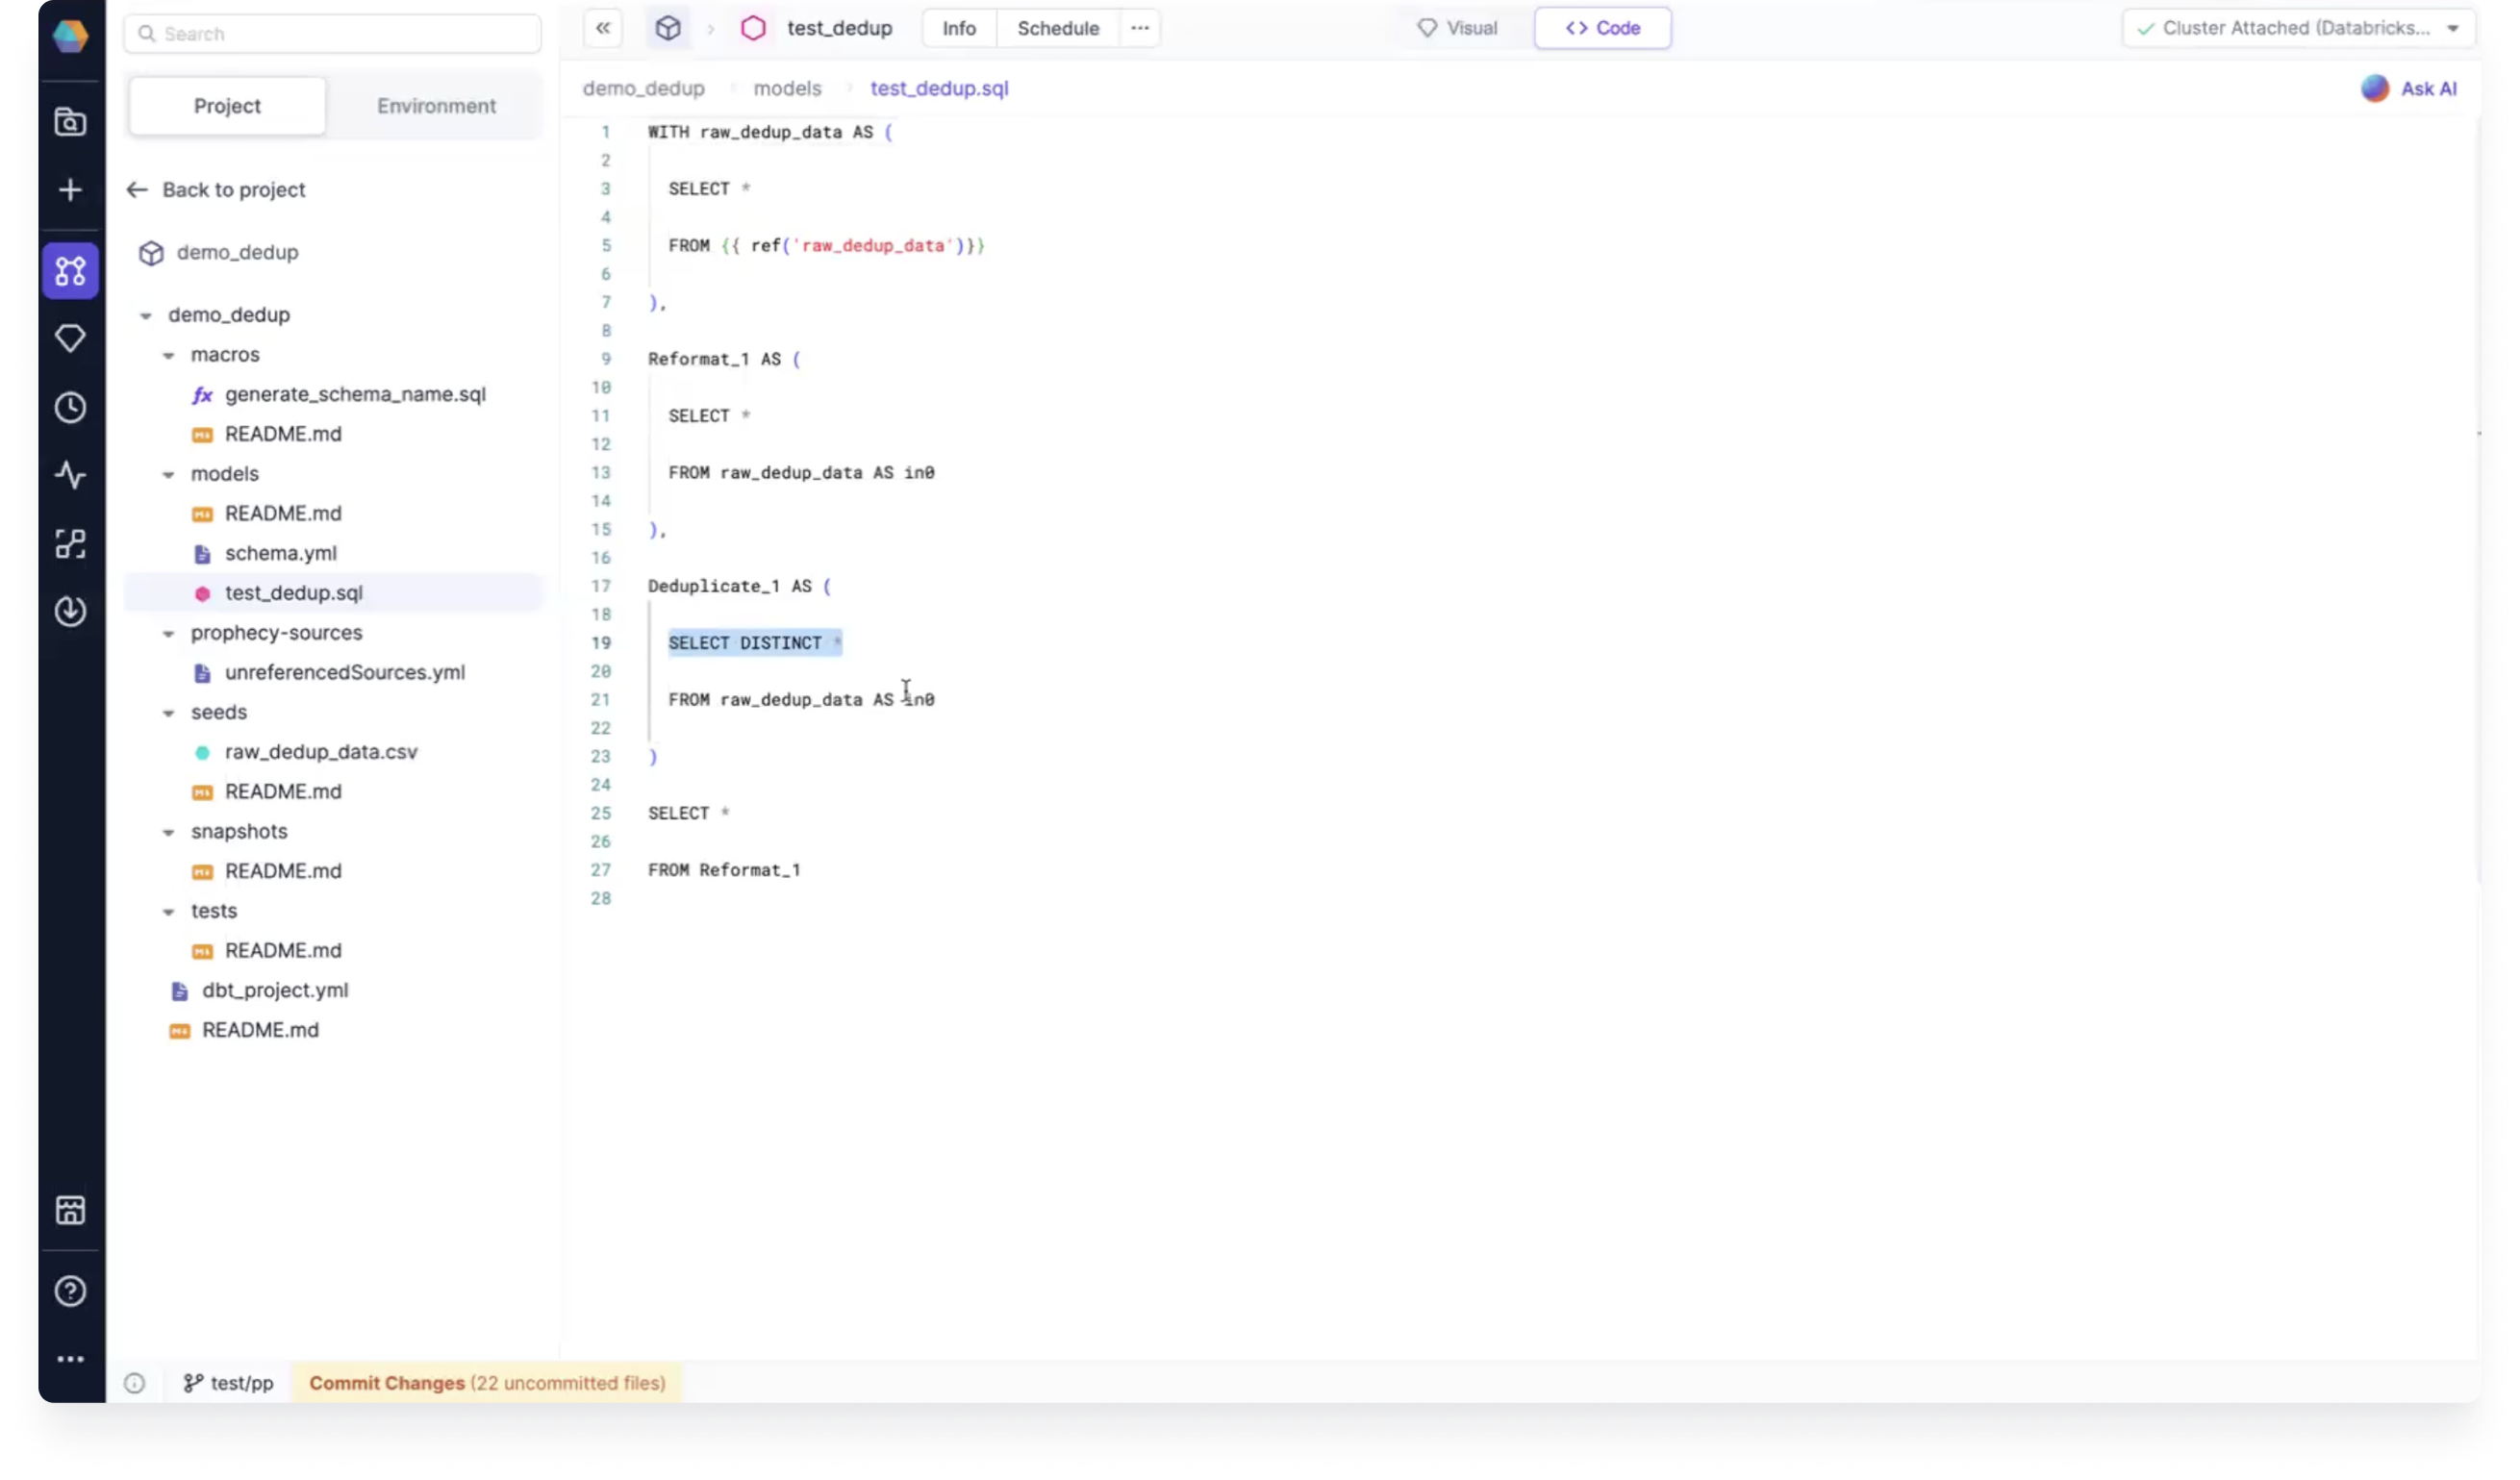 Search
Project
Environment
Back to project
demo_dedup
demo_dedup
macros
fx generate_schema_name.sql
README.md
models
README.md
schema.yml
test_dedup.sql
prophecy-sources
unreferencedSources.yml
seeds
raw_dedup_data.csv
README.md
snapshots
README.md
tests
README.md
dbt_project.yml
README.md
test_dedup
Info
Schedule
...
Visual
<> Code
Cluster Attached (Databricks...
demo_dedup > models > test_dedup.sql
Ask AI
1 WITH raw_dedup_data AS (
2
3 SELECT *
4
5 FROM {{ ref('raw_dedup_data')}}
6
7 ),
8
9 Reformat_1 AS (
10
11 SELECT *
12
13 FROM raw_dedup_data AS in0
14
15 ),
16
17 Deduplicate_1 AS (
18
19 SELECT DISTINCT *
20
21 FROM raw_dedup_data AS in0
22
23 )
24
25 SELECT *
26
27 FROM Reformat_1
28
test/pp
Commit Changes (22 uncommitted files)